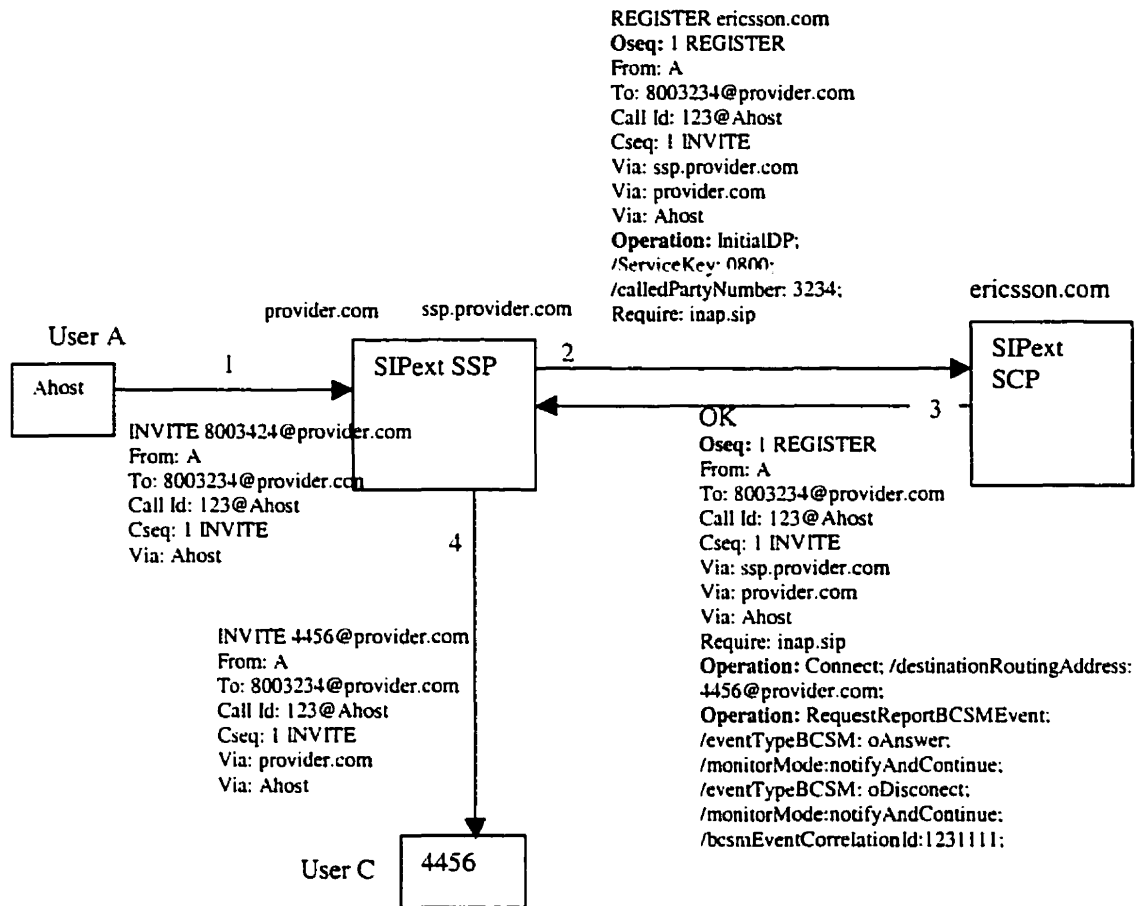 REGISTER ericsson.com
Oseq: 1 REGISTER
From: A
To: 8003234@provider.com
Call Id: 123@Ahost
Cseq: 1 INVITE
Via: ssp.provider.com
Via: provider.com
Via: Ahost
Operation: InitialDP;
/ServiceKey: 0800;
/calledPartyNumber: 3234;
Require: inap.sip
provider.com
ssp.provider.com
ericsson.com
User A
Ahost
1
SIPext SSP
2
SIPext
SCP
3
INVITE 8003424@provider.com
From: A
To: 8003234@provider.com
Call Id: 123@Ahost
Cseq: 1 INVITE
Via: Ahost
OK
Oseq: 1 REGISTER
From: A
To: 8003234@provider.com
Call Id: 123@Ahost
Cseq: 1 INVITE
Via: ssp.provider.com
Via: provider.com
Via: Ahost
Require: inap.sip
Operation: Connect; /destinationRoutingAddress:
4456@provider.com;
Operation: RequestReportBCSMEvent;
/eventTypeBCSM: oAnswer;
/monitorMode:notifyAndContinue;
/eventTypeBCSM: oDisconect;
/monitorMode:notifyAndContinue;
/bcsmEventCorrelationId:1231111;
4
INVITE 4456@provider.com
From: A
To: 8003234@provider.com
Call Id: 123@Ahost
Cseq: 1 INVITE
Via: provider.com
Via: Ahost
User C
4456